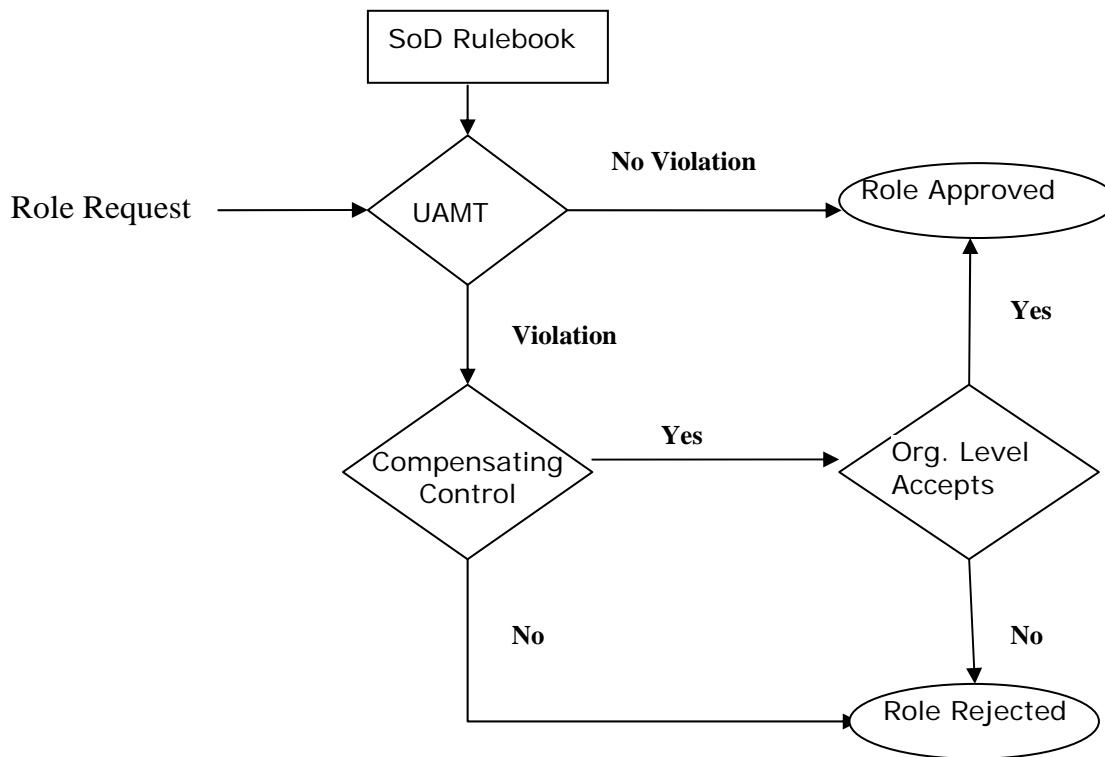 SoD Rulebook
No Violation
Role Approved
Role Request
UAMT
Yes
Violation
Yes
Compensating
Control
Org. Level
Accepts
No
No
Role Rejected